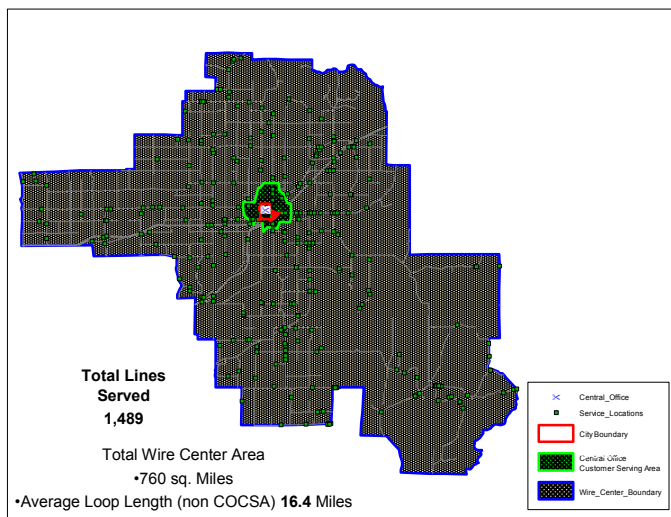 Total Lines
Served
1,489
Total Wire Center Area
•760 sq. Miles
•Average Loop Length (non COCSA) 16.4 Miles
Central_Office
Service_Locations
City Boundary
Central Office
Customer Serving Area
Wire_Center_Boundary